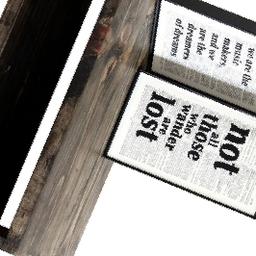 we are the
music
makers
and we
are the
dreamers
of dreams
not
all
those
who
wander
are
lost